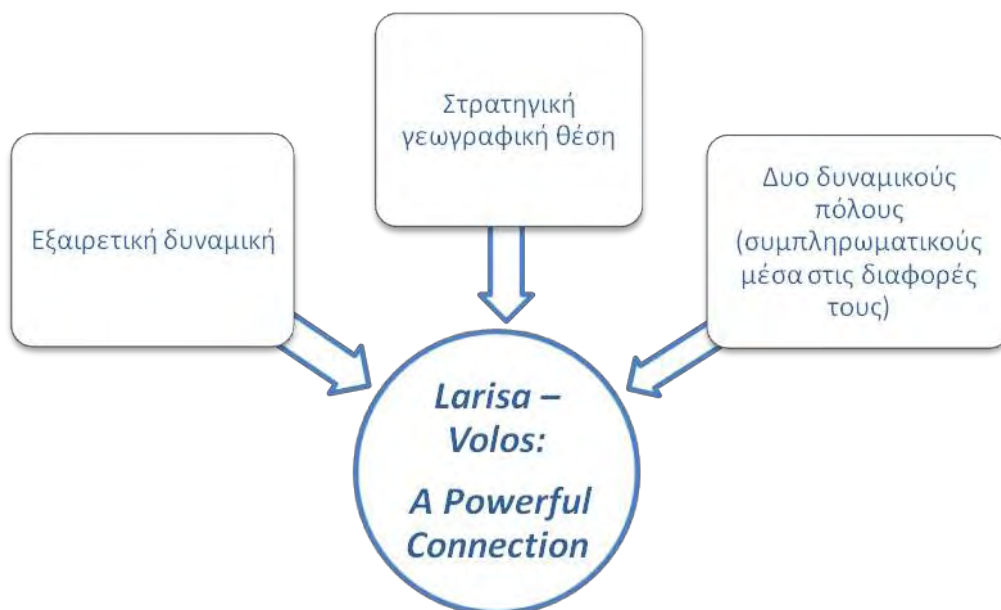 Στρατηγική
γεωγραφική θέση
Εξαιρετική δυναμική
Δυο δυναμικούς
πόλους
(συμπληρωματικούς
μέσα στις διαφορές
τους)
Larisa –
Volos:
A Powerful
Connection